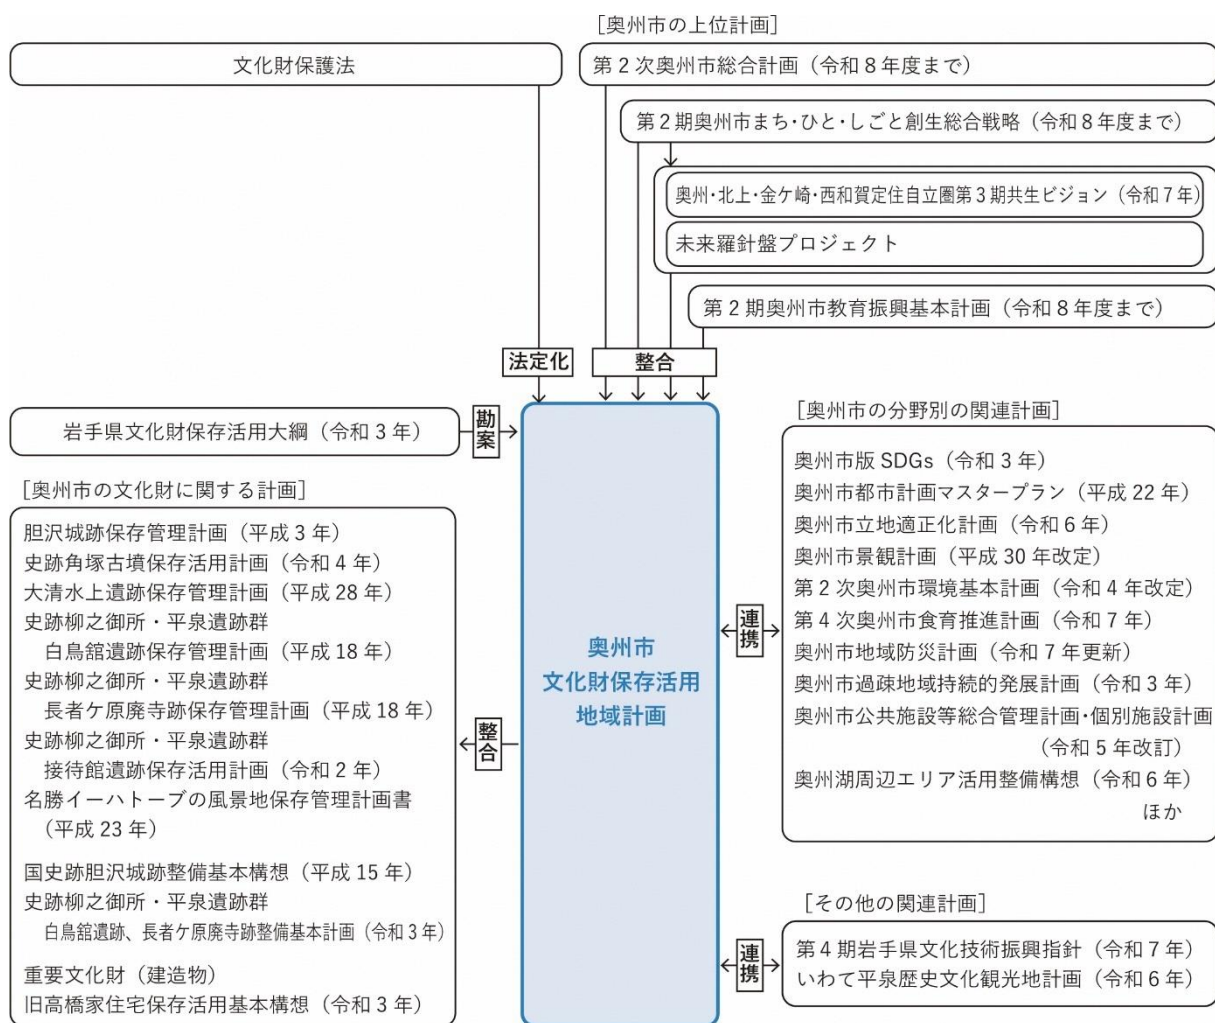 [奥州市の上位計画]
文化財保護法
第2次奥州市総合計画（令和8年度まで）
第2期奥州市まち･ひと･しごと創生総合戦略（令和8年度まで）
奥州･北上･金ケ崎･西和賀定住自立圏第3期共生ビジョン（令和7年）
未来羅針盤プロジェクト
第2期奥州市教育振興基本計画（令和8年度まで）
法定化
整合
岩手県文化財保存活用大綱（令和3年）
勘案
[奥州市の文化財に関する計画]
胆沢城跡保存管理計画（平成3年）
史跡角塚古墳保存活用計画（令和4年）
大清水上遺跡保存管理計画（平成28年）
史跡柳之御所・平泉遺跡群
白鳥舘遺跡保存管理計画（平成18年）
史跡柳之御所・平泉遺跡群
長者ケ原廃寺跡保存管理計画（平成18年）
史跡柳之御所・平泉遺跡群
接待館遺跡保存活用計画（令和2年）
名勝イーハトーブの風景地保存管理計画書
（平成23年）
国史跡胆沢城跡整備基本構想（平成15年）
史跡柳之御所・平泉遺跡群
白鳥舘遺跡、長者ケ原廃寺跡整備基本計画（令和3年）
重要文化財（建造物）
旧高橋家住宅保存活用基本構想（令和3年）
整合
奥州市
文化財保存活用
地域計画
[奥州市の分野別の関連計画]
奥州市版SDGs（令和3年）
奥州市都市計画マスタープラン（平成22年）
奥州市立地適正化計画（令和6年）
奥州市景観計画（平成30年改定）
第2次奥州市環境基本計画（令和4年改定）
第4次奥州市食育推進計画（令和7年）
奥州市地域防災計画（令和7年更新）
奥州市過疎地域持続的発展計画（令和3年）
奥州市公共施設等総合管理計画･個別施設計画
（令和5年改訂）
奥州湖周辺エリア活用整備構想（令和6年）
ほか
連携
[その他の関連計画]
第4期岩手県文化技術振興指針（令和7年）
いわて平泉歴史文化観光地計画（令和6年）
連携